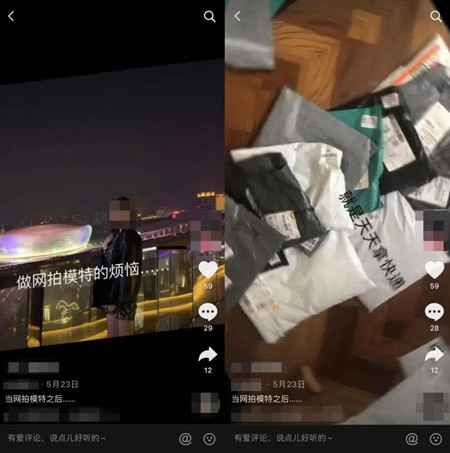 做网拍模特的烦恼……
59
29
12
· 5月23日
当网拍模特之后……
有爱评论，说点儿好听的~
就是天天拿快递
59
28
12
· 5月23日
当网拍模特之后……
有爱评论，说点儿好听的~